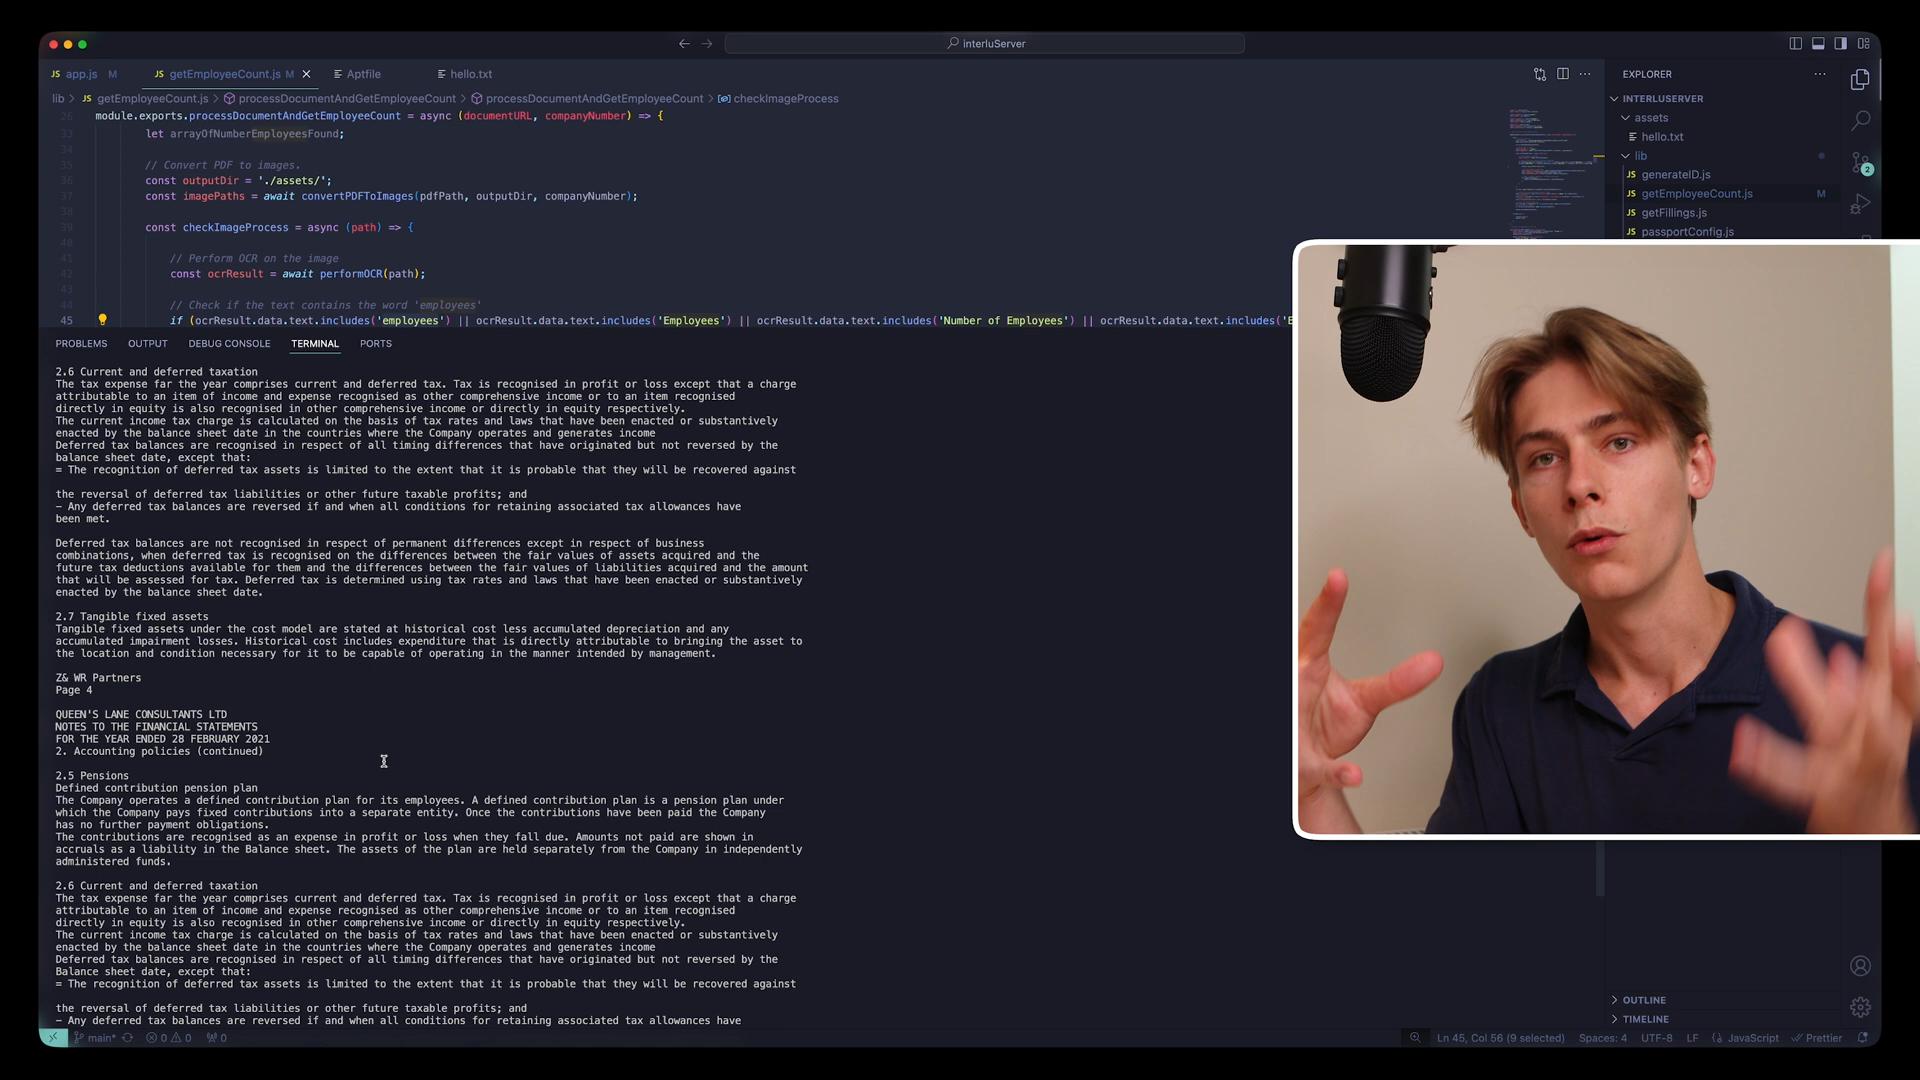 interluServer
app.js M
getEmployeeCount.js M
Aptfile
hello.txt
lib > JS getEmployeeCount.js > processDocumentAndGetEmployeeCount > processDocumentAndGetEmployeeCount > checkImageProcess
26 module.exports.processDocumentAndGetEmployeeCount = async (documentURL, companyNumber) => {
33 let arrayOfNumberEmployeesFound;
34
35 // Convert PDF to images.
36 const outputDir = './assets/';
37 const imagePaths = await convertPDFToImages(pdfPath, outputDir, companyNumber);
38
39 const checkImageProcess = async (path) => {
40
41 // Perform OCR on the image
42 const ocrResult = await performOCR(path);
43
44 // Check if the text contains the word 'employees'
45 if (ocrResult.data.text.includes('employees') || ocrResult.data.text.includes('Employees') || ocrResult.data.text.includes('Number of Employees') || ocrResult.data.text.includes('E
PROBLEMS OUTPUT DEBUG CONSOLE TERMINAL PORTS
2.6 Current and deferred taxation
The tax expense far the year comprises current and deferred tax. Tax is recognised in profit or loss except that a charge
attributable to an item of income and expense recognised as other comprehensive income or to an item recognised
directly in equity is also recognised in other comprehensive income or directly in equity respectively.
The current income tax charge is calculated on the basis of tax rates and laws that have been enacted or substantively
enacted by the balance sheet date in the countries where the Company operates and generates income
Deferred tax balances are recognised in respect of all timing differences that have originated but not reversed by the
balance sheet date, except that:
= The recognition of deferred tax assets is limited to the extent that it is probable that they will be recovered against
the reversal of deferred tax liabilities or other future taxable profits; and
- Any deferred tax balances are reversed if and when all conditions for retaining associated tax allowances have
been met.
Deferred tax balances are not recognised in respect of permanent differences except in respect of business
combinations, when deferred tax is recognised on the differences between the fair values of assets acquired and the
future tax deductions available for them and the differences between the fair values of liabilities acquired and the amount
that will be assessed for tax. Deferred tax is determined using tax rates and laws that have been enacted or substantively
enacted by the balance sheet date.
2.7 Tangible fixed assets
Tangible fixed assets under the cost model are stated at historical cost less accumulated depreciation and any
accumulated impairment losses. Historical cost includes expenditure that is directly attributable to bringing the asset to
the location and condition necessary for it to be capable of operating in the manner intended by management.
Z& WR Partners
Page 4
QUEEN'S LANE CONSULTANTS LTD
NOTES TO THE FINANCIAL STATEMENTS
FOR THE YEAR ENDED 28 FEBRUARY 2021
2. Accounting policies (continued)
2.5 Pensions
Defined contribution pension plan
The Company operates a defined contribution plan for its employees. A defined contribution plan is a pension plan under
which the Company pays fixed contributions into a separate entity. Once the contributions have been paid the Company
has no further payment obligations.
The contributions are recognised as an expense in profit or loss when they fall due. Amounts not paid are shown in
accruals as a liability in the Balance sheet. The assets of the plan are held separately from the Company in independently
administered funds.
2.6 Current and deferred taxation
The tax expense far the year comprises current and deferred tax. Tax is recognised in profit or loss except that a charge
attributable to an item of income and expense recognised as other comprehensive income or to an item recognised
directly in equity is also recognised in other comprehensive income or directly in equity respectively.
The current income tax charge is calculated on the basis of tax rates and laws that have been enacted or substantively
enacted by the balance sheet date in the countries where the Company operates and generates income
Deferred tax balances are recognised in respect of all timing differences that have originated but not reversed by the
Balance sheet date, except that:
= The recognition of deferred tax assets is limited to the extent that it is probable that they will be recovered against
the reversal of deferred tax liabilities or other future taxable profits; and
- Any deferred tax balances are reversed if and when all conditions for retaining associated tax allowances have
EXPLORER
INTERLUSERVER
assets
hello.txt
lib
JS generateID.js
JS getEmployeeCount.js M
JS getFillings.js
JS passportConfig.js
2
OUTLINE
TIMELINE
main* 0 0 0
Ln 45, Col 56 (9 selected) Spaces: 4 UTF-8 LF JavaScript Prettier